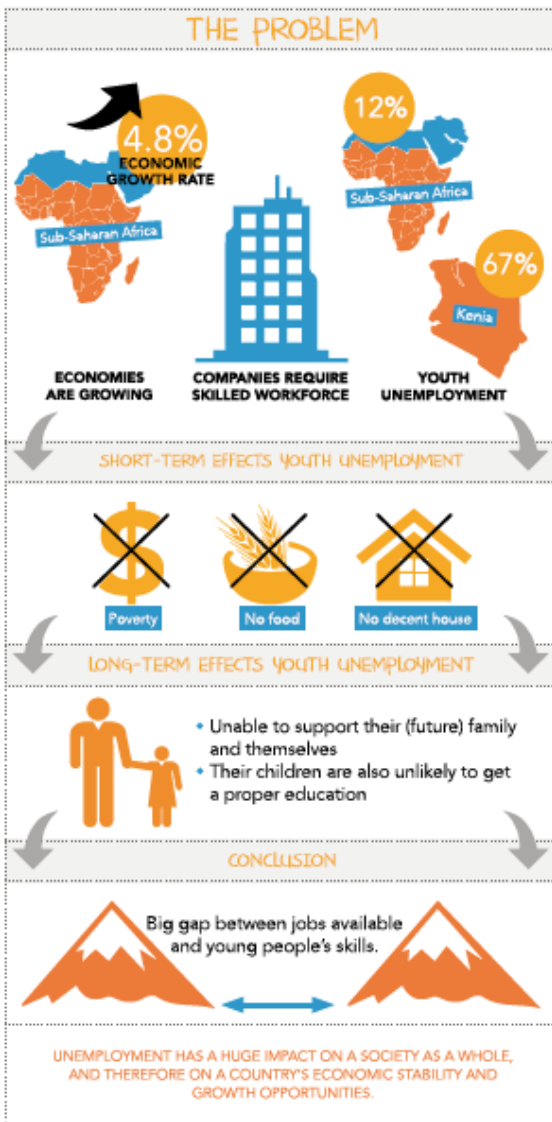 THE PROBLEM
4.8%
ECONOMIC
GROWTH RATE
Sub-Saharan Africa
12%
Sub-Saharan Africa
67%
Kenia
ECONOMIES
ARE GROWING
COMPANIES REQUIRE
SKILLED WORKFORCE
YOUTH
UNEMPLOYMENT
SHORT-TERM EFFECTS YOUTH UNEMPLOYMENT
Poverty
No food
No decent house
LONG-TERM EFFECTS YOUTH UNEMPLOYMENT
• Unable to support their (future) family
and themselves
• Their children are also unlikely to get
a proper education
CONCLUSION
Big gap between jobs available
and young people's skills.
UNEMPLOYMENT HAS A HUGE IMPACT ON A SOCIETY AS A WHOLE,
AND THEREFORE ON A COUNTRY'S ECONOMIC STABILITY AND
GROWTH OPPORTUNITIES.